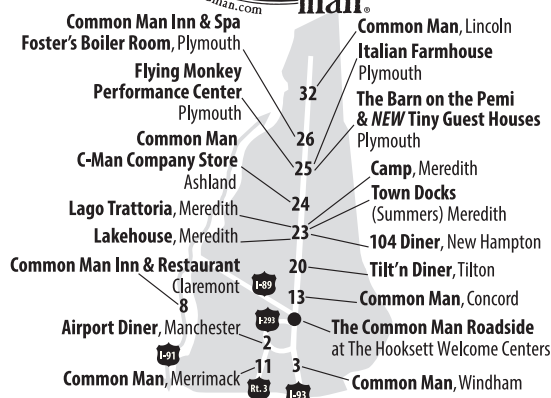 man.com
man®
Common Man Inn & Spa
Foster's Boiler Room, Plymouth
Flying Monkey
Performance Center
Plymouth
Common Man
C-Man Company Store
Ashland
Lago Trattoria, Meredith
Lakehouse, Meredith
Common Man Inn & Restaurant
Claremont
8
Airport Diner, Manchester
Common Man, Merrimack
Common Man, Lincoln
Italian Farmhouse
Plymouth
The Barn on the Pemi
& NEW Tiny Guest Houses
Plymouth
Camp, Meredith
Town Docks
(Summers) Meredith
104 Diner, New Hampton
Tilt'n Diner, Tilton
Common Man, Concord
The Common Man Roadside
at The Hooksett Welcome Centers
Common Man, Windham
32
26
25
24
23
20
I-89
13
I-293
2
I-91
11
3
Rt. 3
I-93